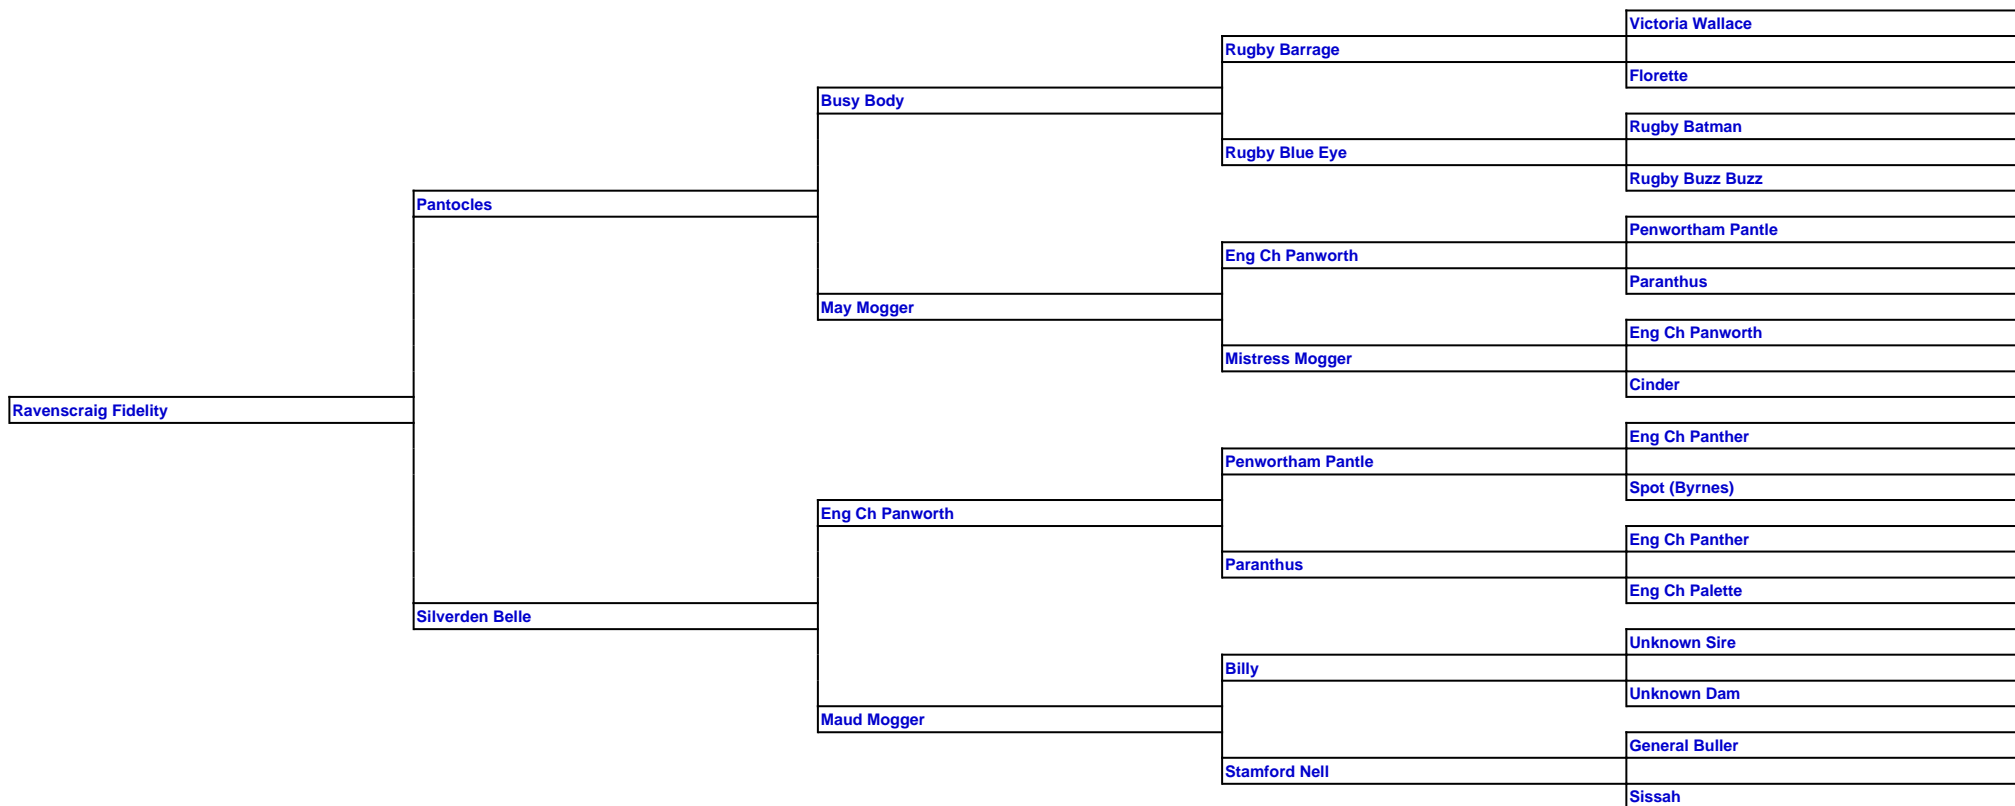 Victoria Wallace
Rugby Barrage
Florette
Busy Body
Rugby Batman
Rugby Blue Eye
Rugby Buzz Buzz
Pantocles
Penwortham Pantle
Eng Ch Panworth
Paranthus
May Mogger
Eng Ch Panworth
Mistress Mogger
Cinder
Ravenscraig Fidelity
Eng Ch Panther
Penwortham Pantle
Spot (Byrnes)
Eng Ch Panworth
Eng Ch Panther
Paranthus
Eng Ch Palette
Silverden Belle
Unknown Sire
Billy
Unknown Dam
Maud Mogger
General Buller
Stamford Nell
Sissah